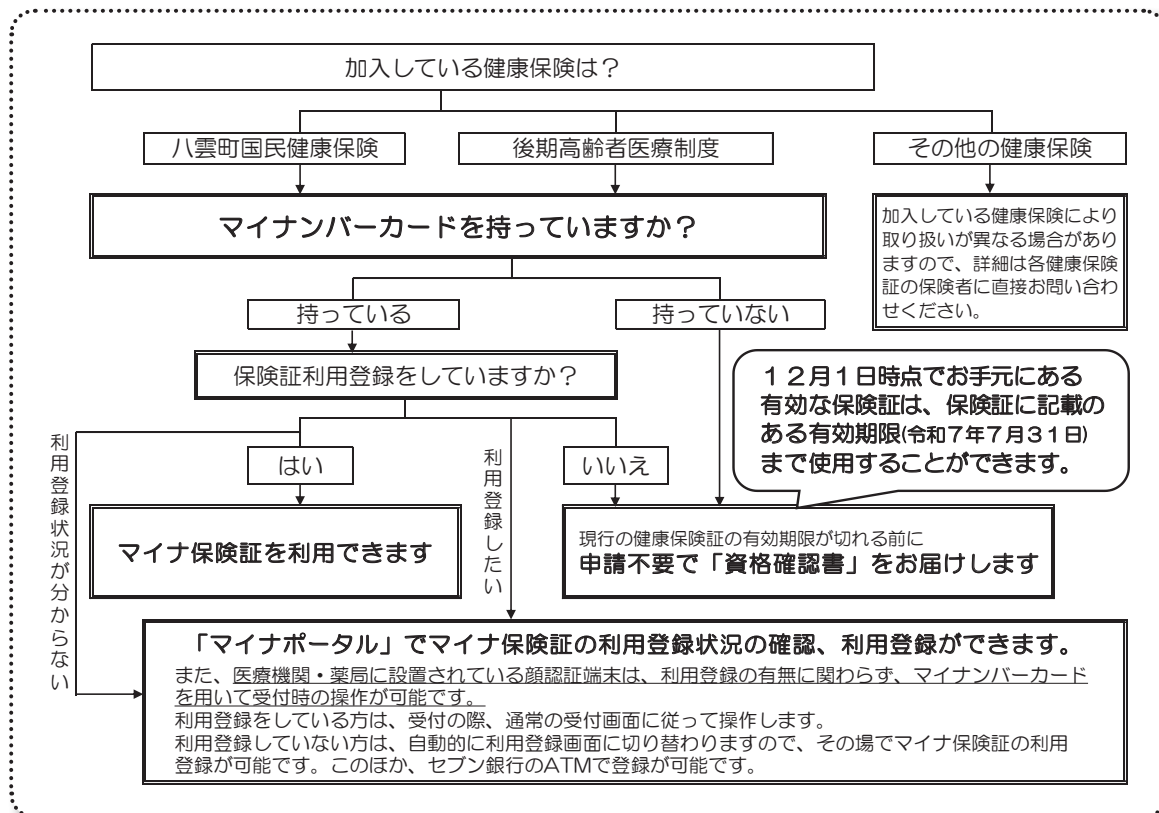 加入している健康保険は？
八雲町国民健康保険
後期高齢者医療制度
その他の健康保険
マイナンバーカードを持っていますか？
加入している健康保険により
取り扱いが異なる場合があり
ますので、詳細は各健康保険
証の保険者に直接お問い合わ
せください。
持っている
持っていない
保険証利用登録をしていますか？
１２月１日時点でお手元にある
有効な保険証は、保険証に記載の
ある有効期限(令和７年７月３１日)
まで使用することができます。
利用登録状況が分からない
はい
利用登録したい
いいえ
マイナ保険証を利用できます
現行の健康保険証の有効期限が切れる前に
申請不要で「資格確認書」をお届けします
「マイナポータル」でマイナ保険証の利用登録状況の確認、利用登録ができます。
また、医療機関・薬局に設置されている顔認証端末は、利用登録の有無に関わらず、マイナンバーカード
を用いて受付時の操作が可能です。
利用登録をしている方は、受付の際、通常の受付画面に従って操作します。
利用登録していない方は、自動的に利用登録画面に切り替わりますので、その場でマイナ保険証の利用
登録が可能です。このほか、セブン銀行のATMで登録が可能です。